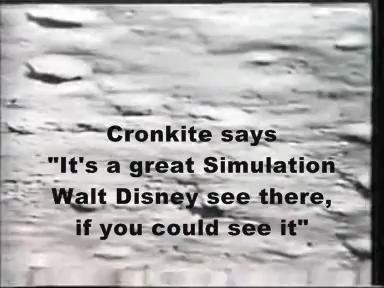 Cronkite says
"It's a great Simulation
Walt Disney see there,
if you could see it"